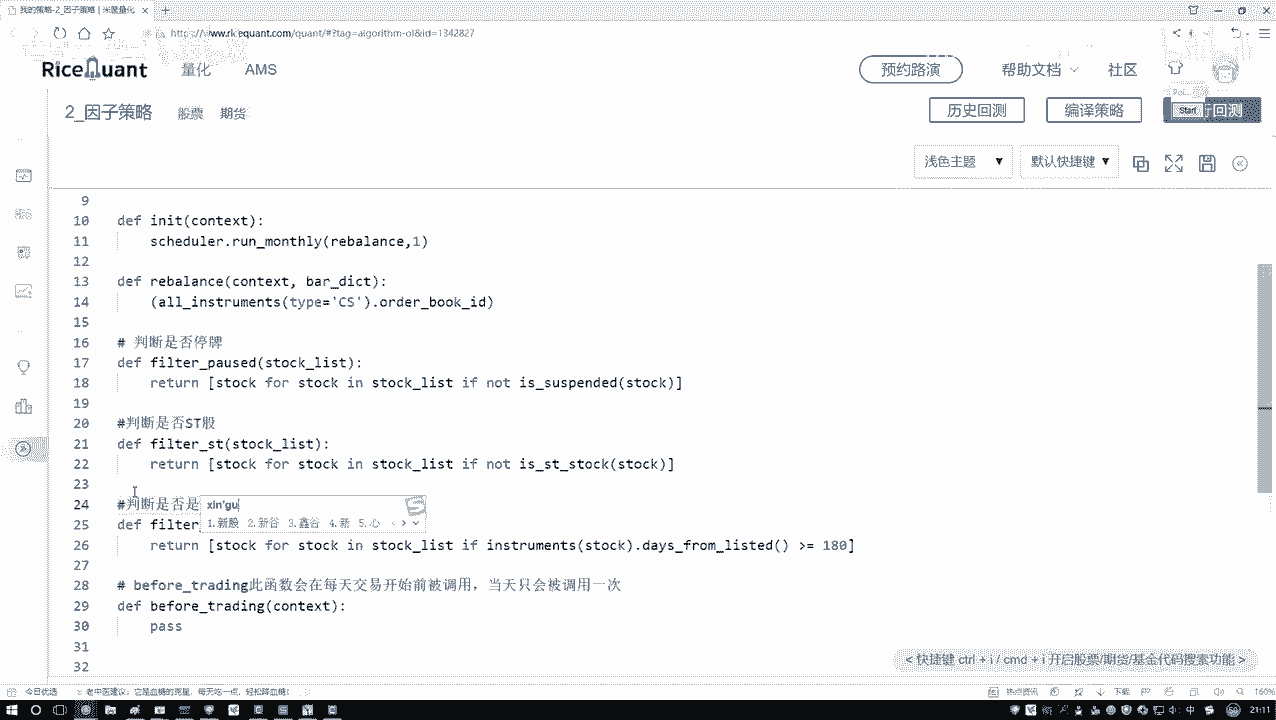 我的策略-2_因子策略 | 米筐量化
https://www.ricequant.com/quant/#?tag=algorithm-ol&id=1342827
RiceQuant 量化 AMS 预约路演 帮助文档 社区
2_因子策略 股票 期货 历史回测 编译策略 Start 回测
浅色主题 默认快捷键
9
10 def init(context):
11 scheduler.run_monthly(rebalance,1)
12
13 def rebalance(context, bar_dict):
14 (all_instruments(type='CS').order_book_id)
15
16 # 判断是否停牌
17 def filter_paused(stock_list):
18 return [stock for stock in stock_list if not is_suspended(stock)]
19
20 #判断是否ST股
21 def filter_st(stock_list):
22 return [stock for stock in stock_list if not is_st_stock(stock)]
23
24 #判断是否是 xin'gu
1.新股 2.新谷 3.鑫谷 4.新 5.心
25 def filter
26 return [stock for stock in stock_list if instruments(stock).days_from_listed() >= 180]
27
28 # before_trading此函数会在每天交易开始前被调用，当天只会被调用一次
29 def before_trading(context):
30 pass
31
32
< 快捷键 ctrl + i / cmd + i 开启股票/期货/基金代码搜索功能 >
今日优选 老中医建议：它是血糖的克星，每天吃一点，轻松降血糖！ 热点资讯 下载 160%
中 21:11